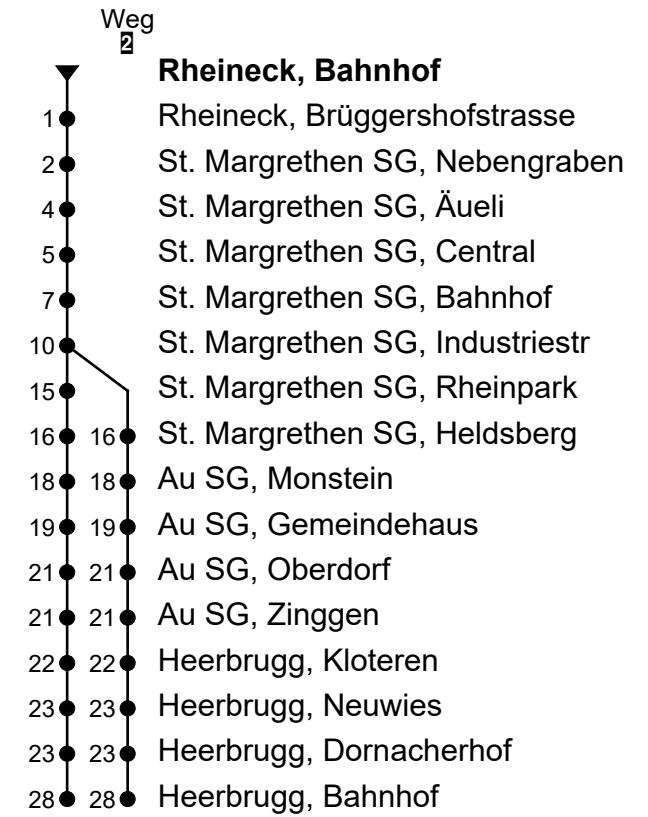 Weg
2
Rheineck, Bahnhof
1 Rheineck, Brüggershofstrasse
2 St. Margrethen SG, Nebengraben
4 St. Margrethen SG, Äueli
5 St. Margrethen SG, Central
7 St. Margrethen SG, Bahnhof
10 St. Margrethen SG, Industriestr
15 St. Margrethen SG, Rheinpark
16 16 St. Margrethen SG, Heldsberg
18 18 Au SG, Monstein
19 19 Au SG, Gemeindehaus
21 21 Au SG, Oberdorf
21 21 Au SG, Zinggen
22 22 Heerbrugg, Kloteren
23 23 Heerbrugg, Neuwies
23 23 Heerbrugg, Dornacherhof
28 28 Heerbrugg, Bahnhof